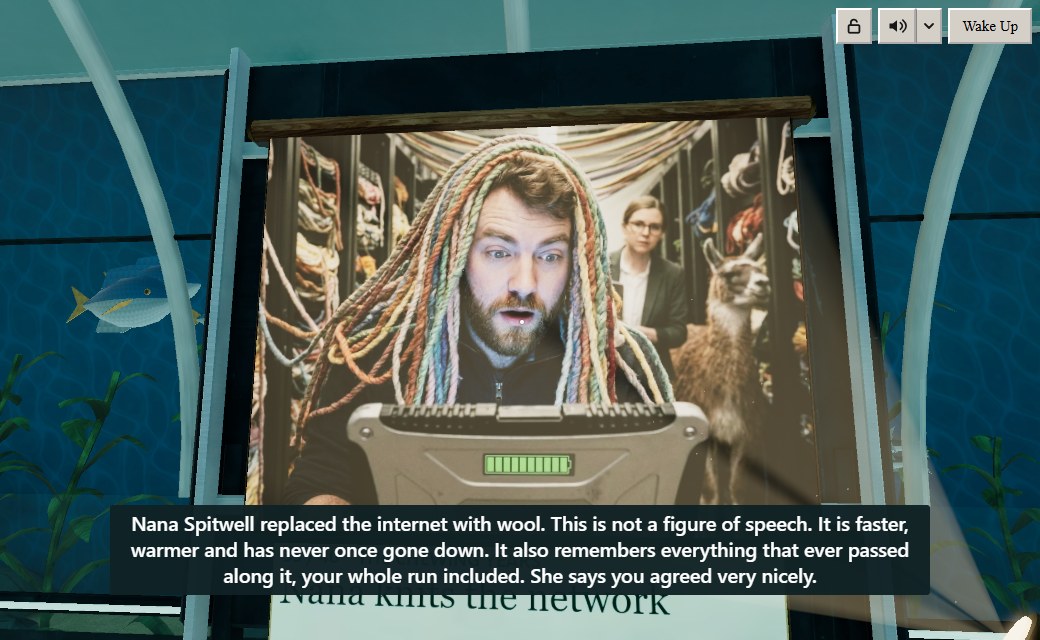 Wake Up
Nana Spitwell replaced the internet with wool. This is not a figure of speech. It is faster,
warmer and has never once gone down. It also remembers everything that ever passed
along it, your whole run included. She says you agreed very nicely.
Nana knits the network